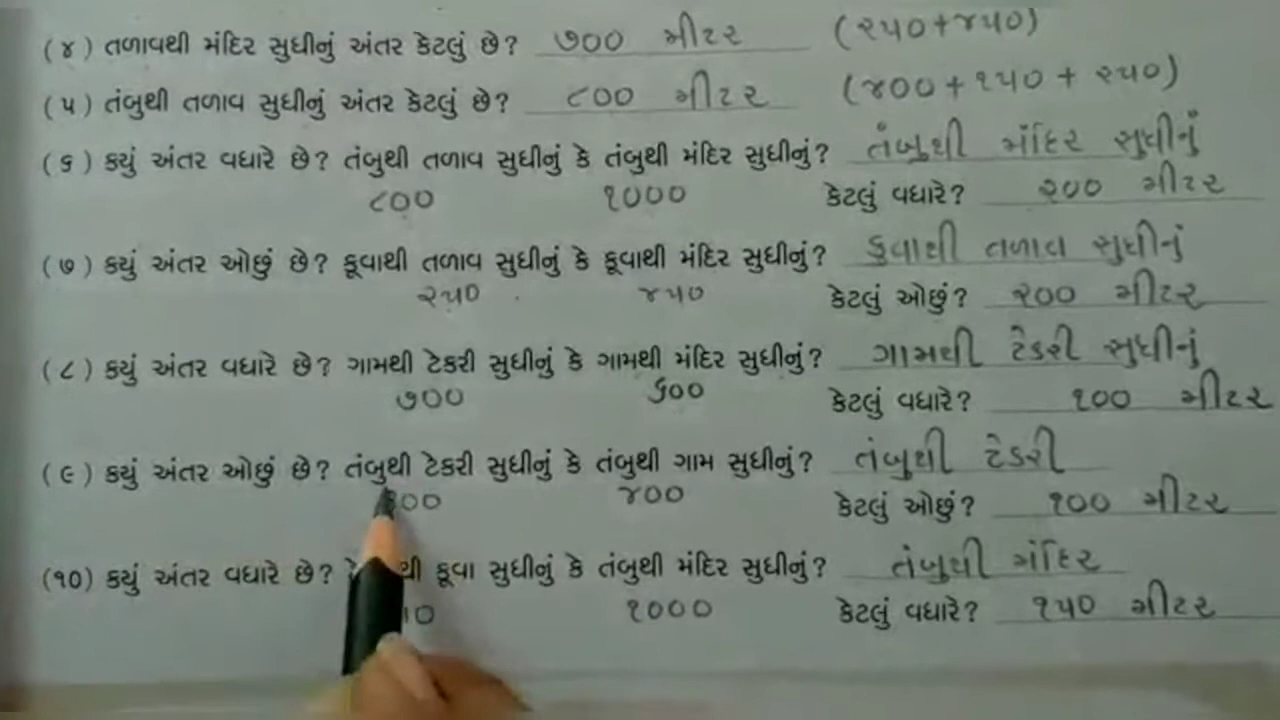 (૪) તળાવથી મંદિર સુધીનું અંતર કેટલું છે? ૭૦૦ મીટર (૨૫૦+૪૫૦)
(૫) તંબુથી તળાવ સુધીનું અંતર કેટલું છે? ૮૦૦ મીટર (૪૦૦ + ૧૫૦ + ૨૫૦)
(૬) કયું અંતર વધારે છે? તંબુથી તળાવ સુધીનું કે તંબુથી મંદિર સુધીનું? તંબુથી મંદિર સુધીનું
૮૦૦ ૧૦૦૦ કેટલું વધારે? ૨૦૦ મીટર
(૭) કયું અંતર ઓછું છે? કૂવાથી તળાવ સુધીનું કે કૂવાથી મંદિર સુધીનું? કુવાથી તળાવ સુધીનું
૨૫૦ ૪૫૦ કેટલું ઓછું? ૨૦૦ મીટર
(૮) કયું અંતર વધારે છે? ગામથી ટેકરી સુધીનું કે ગામથી મંદિર સુધીનું? ગામથી ટેકરી સુધીનું
૭૦૦ ૬૦૦ કેટલું વધારે? ૧૦૦ મીટર
(૯) કયું અંતર ઓછું છે? તંબુથી ટેકરી સુધીનું કે તંબુથી ગામ સુધીનું? તંબુથી ટેકરી
૪૦૦ કેટલું ઓછું? ૧૦૦ મીટર
(૧૦) કયું અંતર વધારે છે? કૂવા સુધીનું કે તંબુથી મંદિર સુધીનું? તંબુથી મંદિર
૧૦૦૦ કેટલું વધારે? ૧૫૦ મીટર